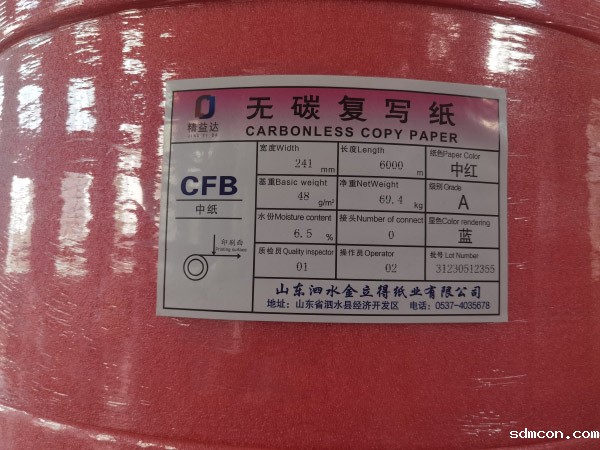 精益达
JING YI DA
无碳复写纸
CARBONLESS COPY PAPER
CFB
中纸
印刷面
Printing surface
宽度Width 241 mm
长度Length 6000 m
纸色Paper Color 中红
基重Basic weight 48 g/m²
净重NetWeight 69.4 kg
级别Grade A
水份Moisture content 6.5 %
接头Number of connect 0
显色Color rendering 蓝
质检员Quality inspector 01
操作员Operator 02
批号 Lot Number 31230512355
山东泗水金立得纸业有限公司
地址：山东省泗水县经济开发区 电话：0537-4035678
sdmcon.com